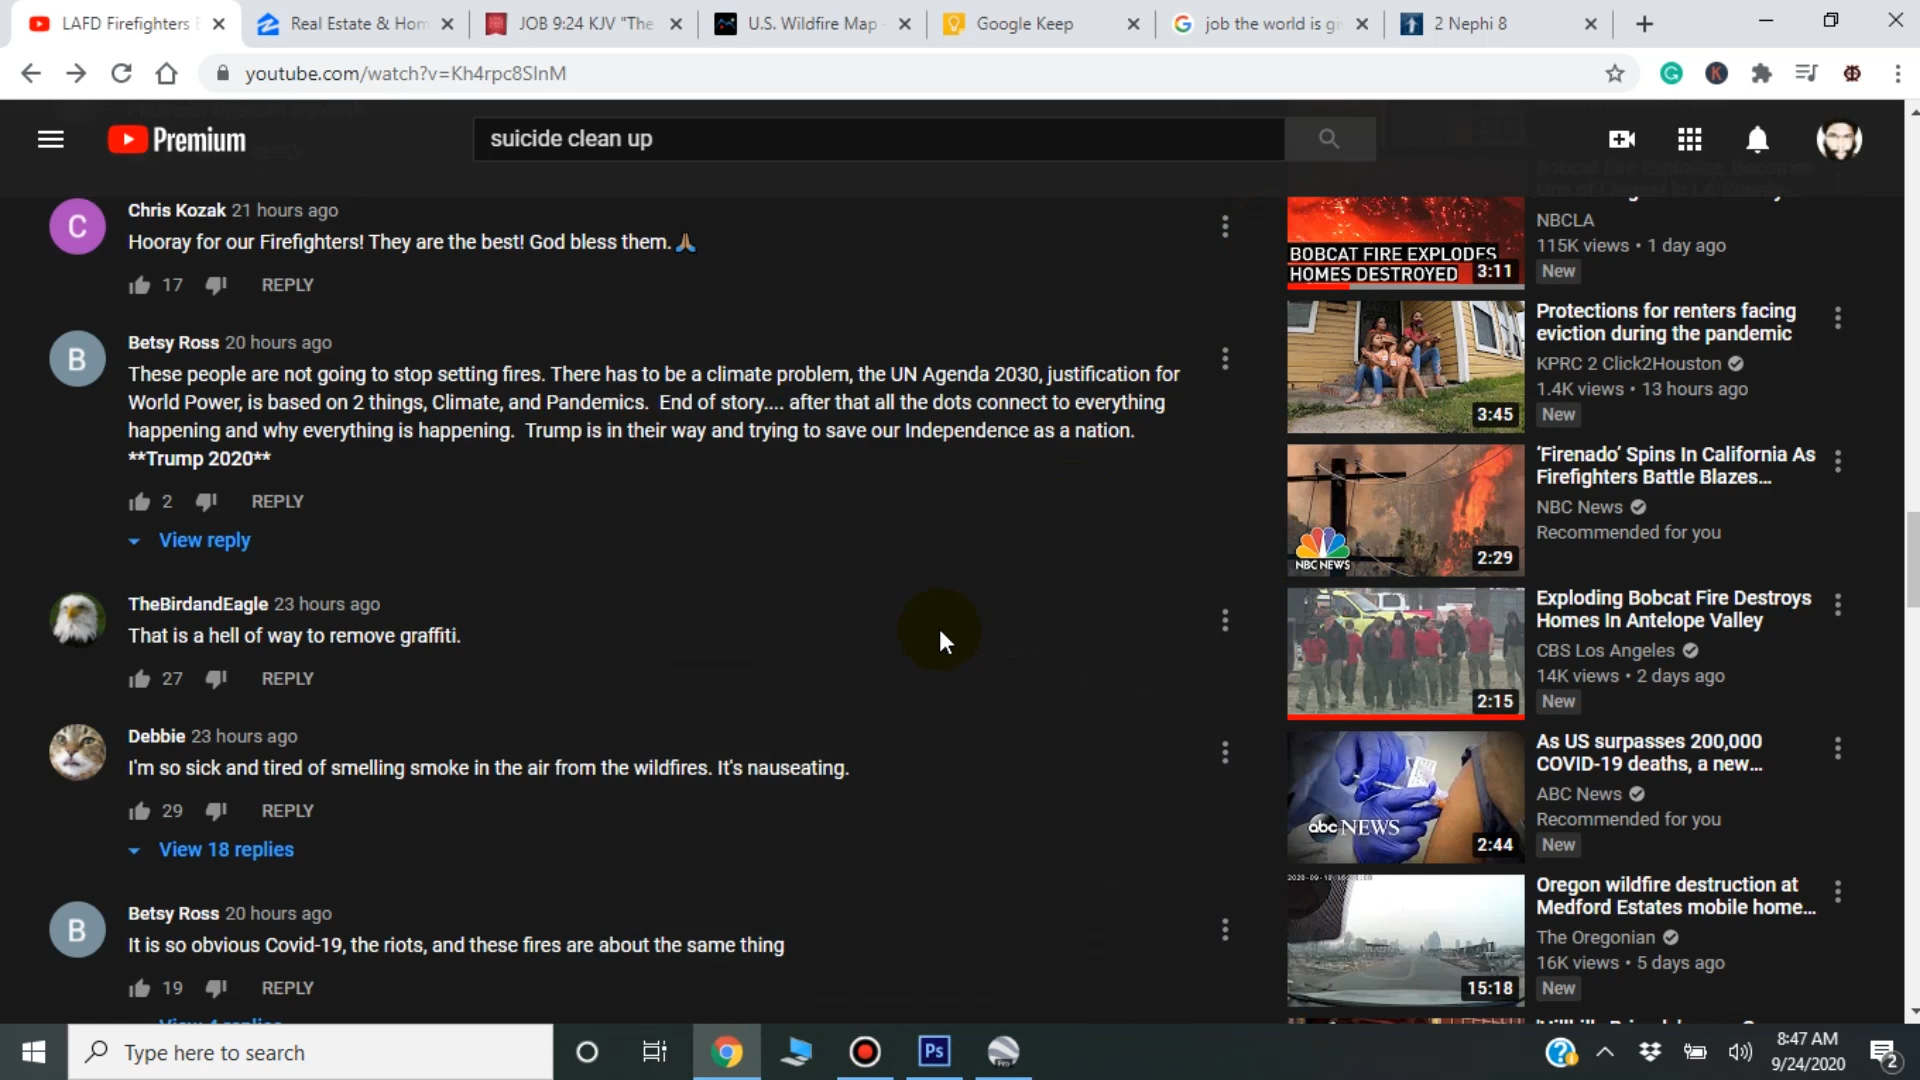 LAFD Firefighters
Real Estate & Hom
JOB 9:24 KJV "The
U.S. Wildfire Map
Google Keep
job the world is gi
2 Nephi 8
youtube.com/watch?v=Kh4rpc8SlnM
Premium
suicide clean up
Chris Kozak 21 hours ago
Hooray for our Firefighters! They are the best! God bless them.🙏🏽
17 REPLY
B
Betsy Ross 20 hours ago
These people are not going to stop setting fires. There has to be a climate problem, the UN Agenda 2030, justification for
World Power, is based on 2 things, Climate, and Pandemics. End of story.... after that all the dots connect to everything
happening and why everything is happening. Trump is in their way and trying to save our Independence as a nation.
**Trump 2020**
2 REPLY
View reply
TheBirdandEagle 23 hours ago
That is a hell of way to remove graffiti.
27 REPLY
Debbie 23 hours ago
I'm so sick and tired of smelling smoke in the air from the wildfires. It's nauseating.
29 REPLY
View 18 replies
B
Betsy Ross 20 hours ago
It is so obvious Covid-19, the riots, and these fires are about the same thing
19 REPLY
View 4 replies
C
BOBCAT FIRE EXPLODES
HOMES DESTROYED 3:11
NBCLA
115K views • 1 day ago
New
3:45
Protections for renters facing
eviction during the pandemic
KPRC 2 Click2Houston
1.4K views • 13 hours ago
New
NBC NEWS
2:29
'Firenado' Spins In California As
Firefighters Battle Blazes...
NBC News
Recommended for you
2:15
Exploding Bobcat Fire Destroys
Homes In Antelope Valley
CBS Los Angeles
14K views • 2 days ago
New
abc NEWS
2:44
As US surpasses 200,000
COVID-19 deaths, a new...
ABC News
Recommended for you
New
15:18
Oregon wildfire destruction at
Medford Estates mobile home...
The Oregonian
16K views • 5 days ago
New
Type here to search
Ps
8:47 AM
9/24/2020
2